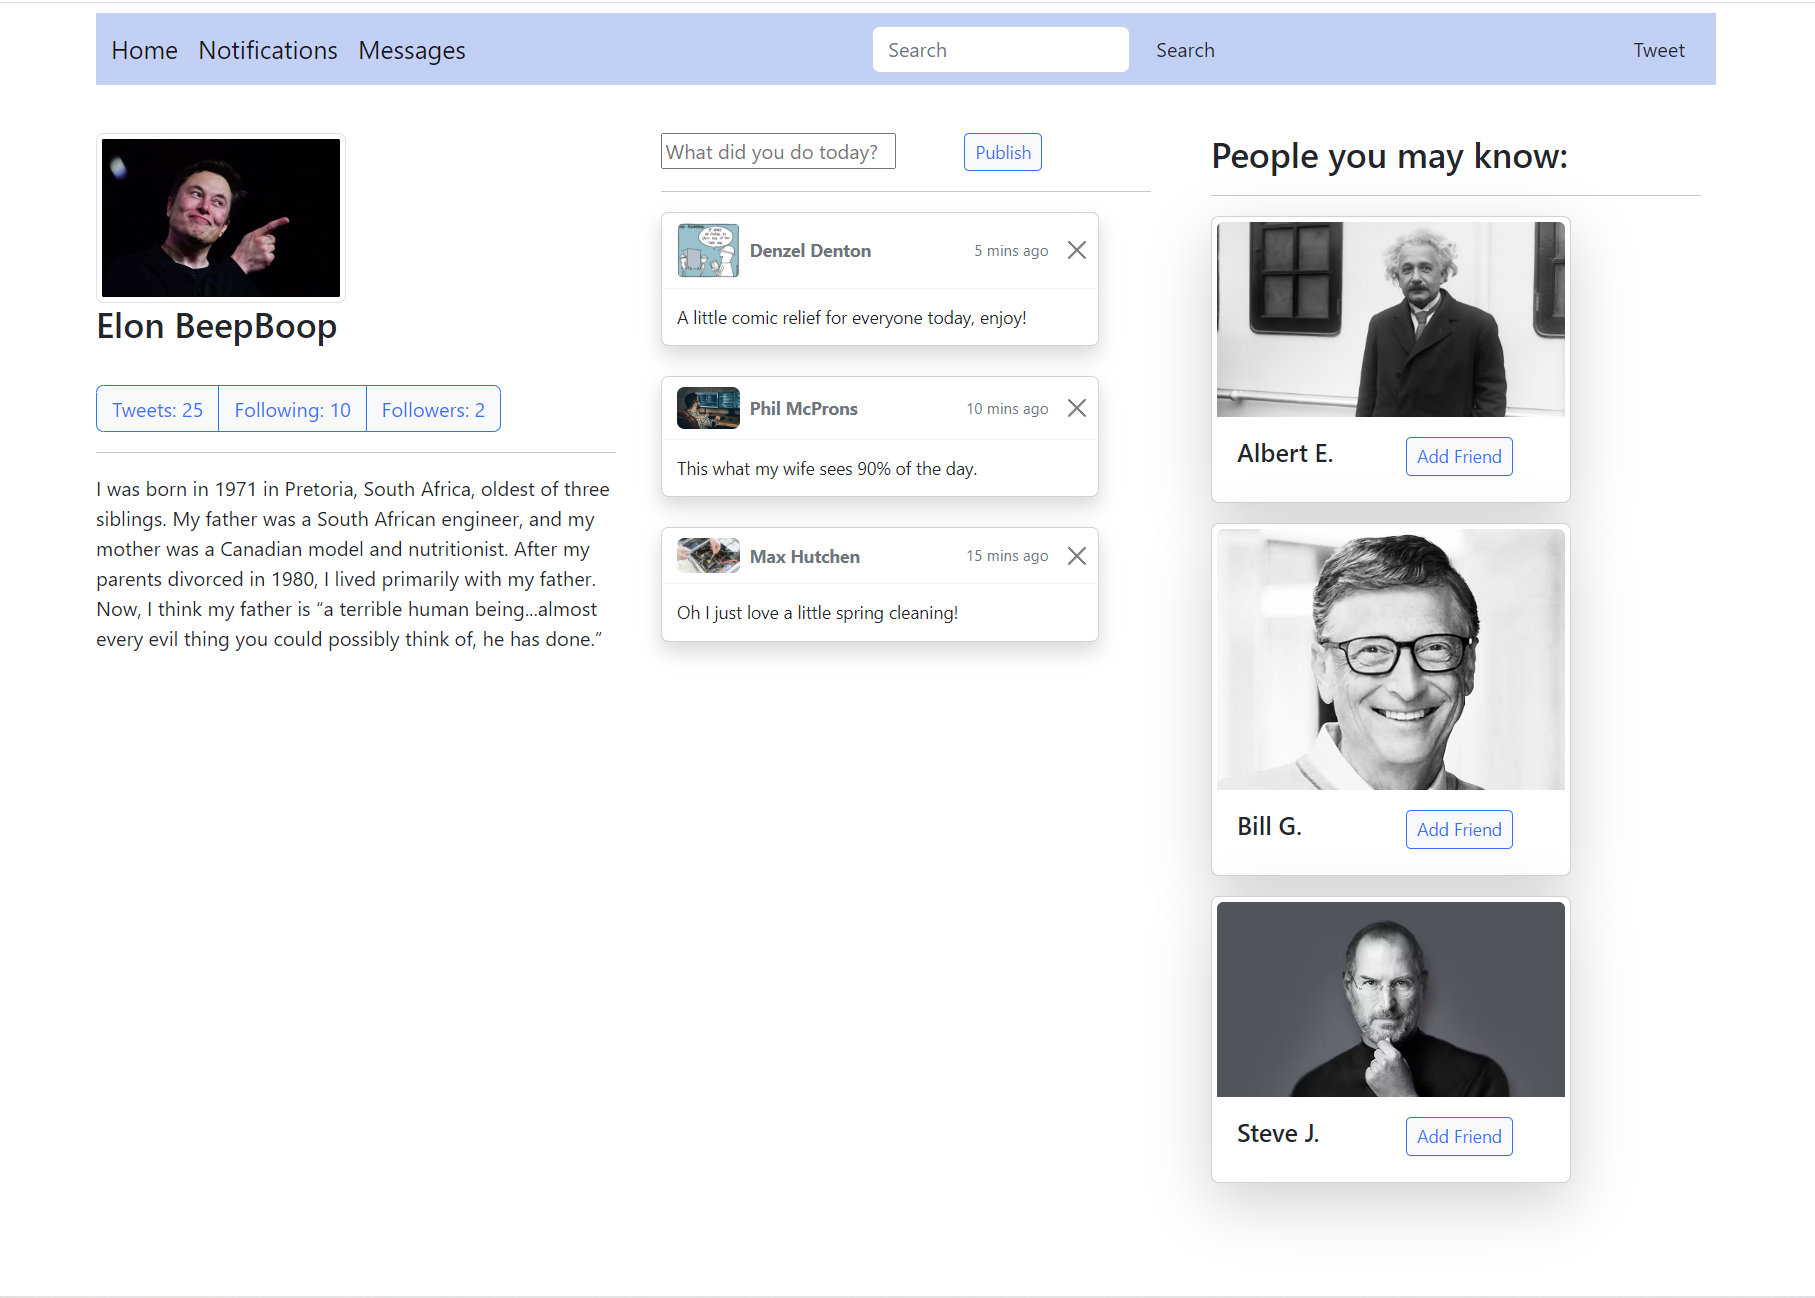 Home Notifications Messages Search Search Tweet
Elon BeepBoop
Tweets: 25 Following: 10 Followers: 2
I was born in 1971 in Pretoria, South Africa, oldest of three
siblings. My father was a South African engineer, and my
mother was a Canadian model and nutritionist. After my
parents divorced in 1980, I lived primarily with my father.
Now, I think my father is “a terrible human being...almost
every evil thing you could possibly think of, he has done.”
What did you do today? Publish
Denzel Denton 5 mins ago
A little comic relief for everyone today, enjoy!
Phil McProns 10 mins ago
This what my wife sees 90% of the day.
Max Hutchen 15 mins ago
Oh I just love a little spring cleaning!
People you may know:
Albert E. Add Friend
Bill G. Add Friend
Steve J. Add Friend